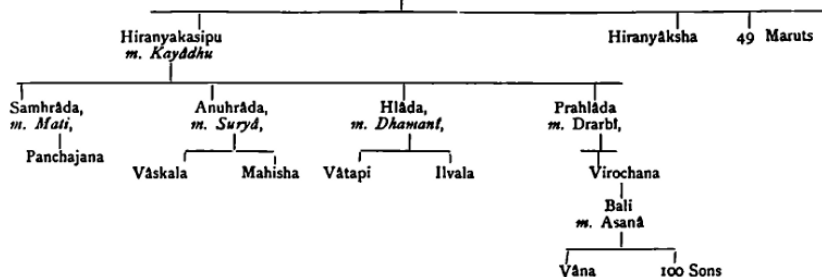 Hiranyakasipu Hiranyâksha 49 Maruts
m. Kayâdhu
Samhrâda, Anuhrâda, Hlâda, Prahlâda
m. Mati, m. Suryâ, m. Dhamanî, m. Drarbî,
Panchajana
Vâskala Mahisha Vâtapi Ilvala Virochana
Bali
m. Asanâ
Vâna 100 Sons